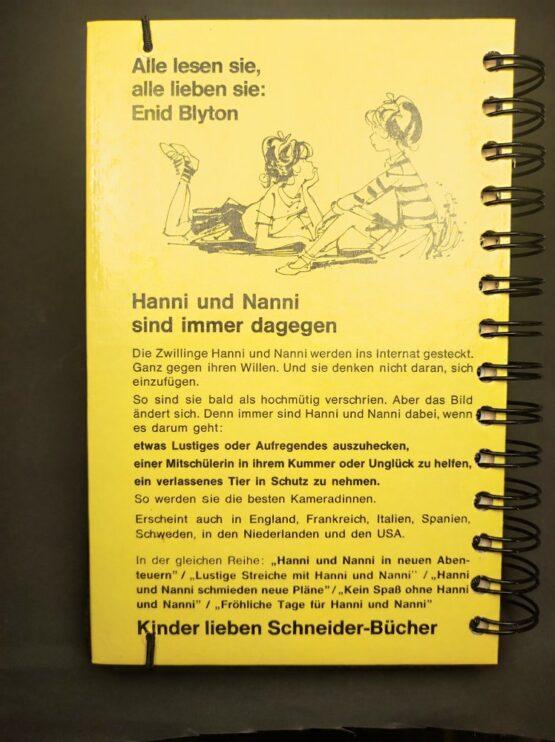 Alle lesen sie,
alle lieben sie:
Enid Blyton
Hanni und Nanni
sind immer dagegen
Die Zwillinge Hanni und Nanni werden ins Internat gesteckt.
Ganz gegen ihren Willen. Und sie denken nicht daran, sich
einzufügen.
So sind sie bald als hochmütig verschrien. Aber das Bild
ändert sich. Denn immer sind Hanni und Nanni dabei, wenn
es darum geht:
etwas Lustiges oder Aufregendes auszuhecken,
einer Mitschülerin in ihrem Kummer oder Unglück zu helfen,
ein verlassenes Tier in Schutz zu nehmen.
So werden sie die besten Kameradinnen.
Erscheint auch in England, Frankreich, Italien, Spanien,
Schweden, in den Niederlanden und den USA.
In der gleichen Reihe: „Hanni und Nanni in neuen Aben-
teuern" / „Lustige Streiche mit Hanni und Nanni" / „Hanni
und Nanni schmieden neue Pläne" / „Kein Spaß ohne Hanni
und Nanni" / „Fröhliche Tage für Hanni und Nanni"
Kinder lieben Schneider-Bücher